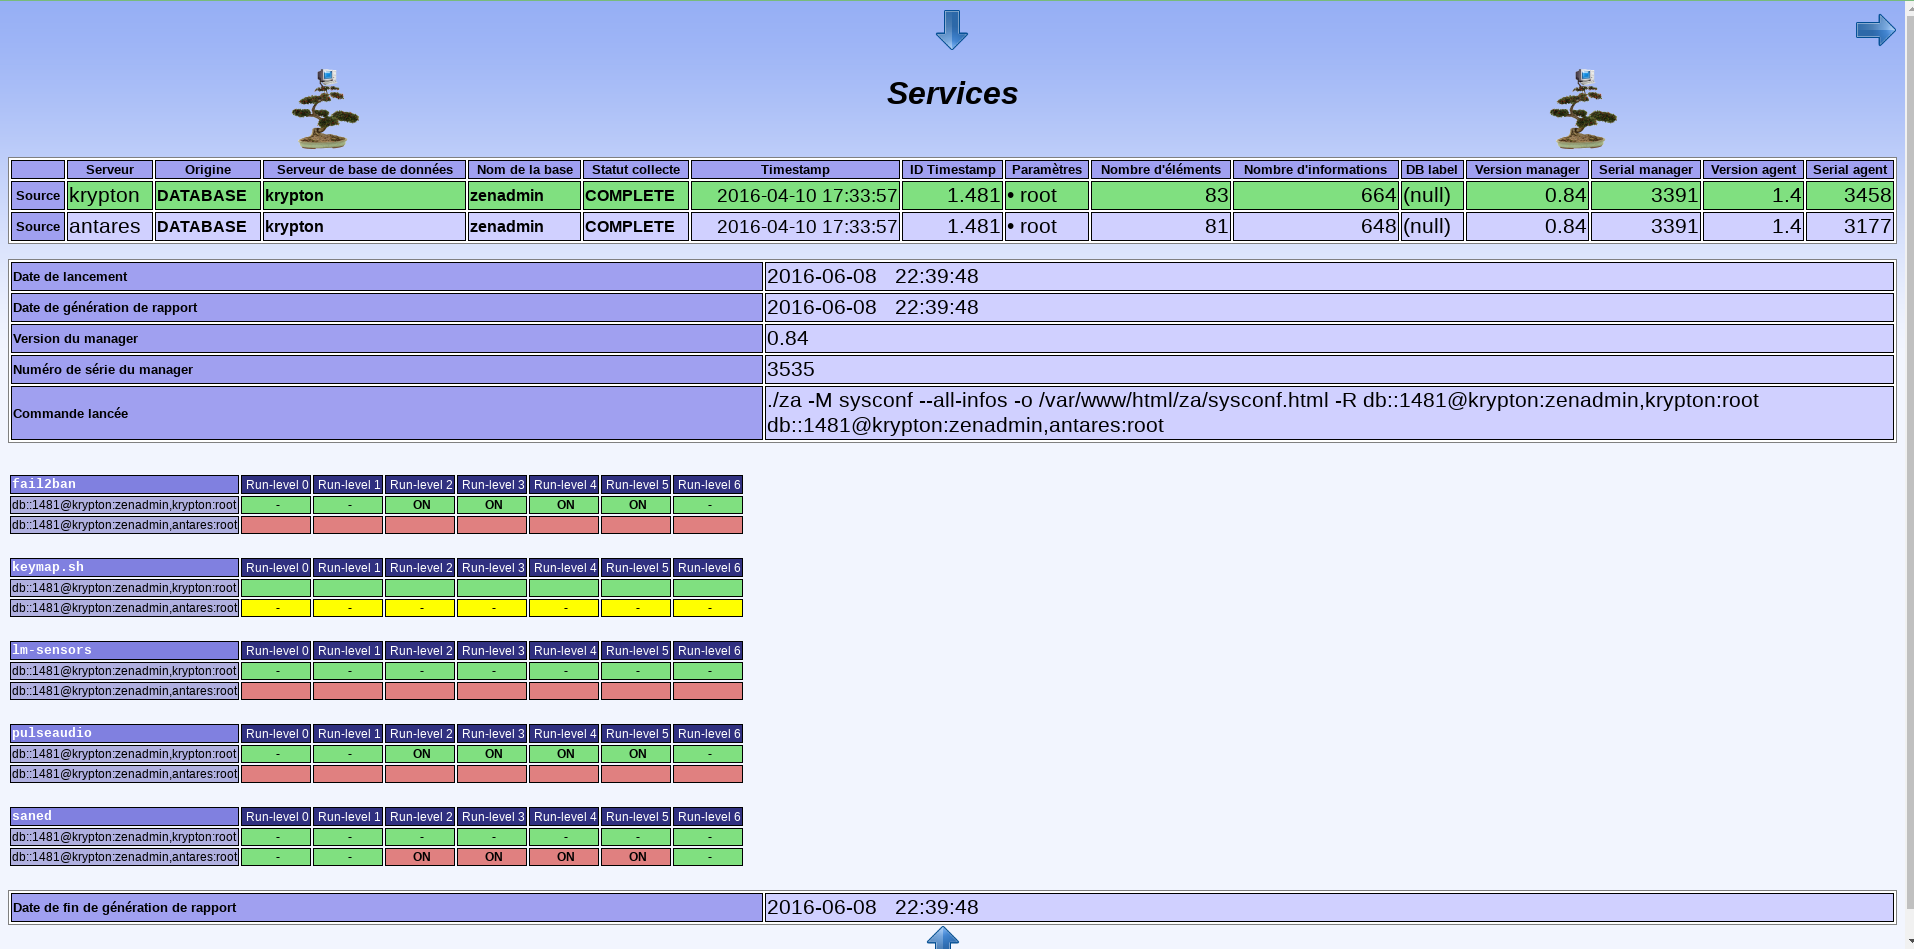 Services
Serveur Origine Serveur de base de données Nom de la base Statut collecte Timestamp ID Timestamp Paramètres Nombre d'éléments Nombre d'informations DB label Version manager Serial manager Version agent Serial agent
Source krypton DATABASE krypton zenadmin COMPLETE 2016-04-10 17:33:57 1.481 • root 83 664 (null) 0.84 3391 1.4 3458
Source antares DATABASE krypton zenadmin COMPLETE 2016-04-10 17:33:57 1.481 • root 81 648 (null) 0.84 3391 1.4 3177
Date de lancement 2016-06-08 22:39:48
Date de génération de rapport 2016-06-08 22:39:48
Version du manager 0.84
Numéro de série du manager 3535
Commande lancée ./za -M sysconf --all-infos -o /var/www/html/za/sysconf.html -R db::1481@krypton:zenadmin,krypton:root
db::1481@krypton:zenadmin,antares:root
fail2ban Run-level 0 Run-level 1 Run-level 2 Run-level 3 Run-level 4 Run-level 5 Run-level 6
db::1481@krypton:zenadmin,krypton:root - - ON ON ON ON -
db::1481@krypton:zenadmin,antares:root
keymap.sh Run-level 0 Run-level 1 Run-level 2 Run-level 3 Run-level 4 Run-level 5 Run-level 6
db::1481@krypton:zenadmin,krypton:root
db::1481@krypton:zenadmin,antares:root - - - - - - -
lm-sensors Run-level 0 Run-level 1 Run-level 2 Run-level 3 Run-level 4 Run-level 5 Run-level 6
db::1481@krypton:zenadmin,krypton:root - - - - - - -
db::1481@krypton:zenadmin,antares:root
pulseaudio Run-level 0 Run-level 1 Run-level 2 Run-level 3 Run-level 4 Run-level 5 Run-level 6
db::1481@krypton:zenadmin,krypton:root - - ON ON ON ON -
db::1481@krypton:zenadmin,antares:root
saned Run-level 0 Run-level 1 Run-level 2 Run-level 3 Run-level 4 Run-level 5 Run-level 6
db::1481@krypton:zenadmin,krypton:root - - - - - - -
db::1481@krypton:zenadmin,antares:root - - ON ON ON ON -
Date de fin de génération de rapport 2016-06-08 22:39:48